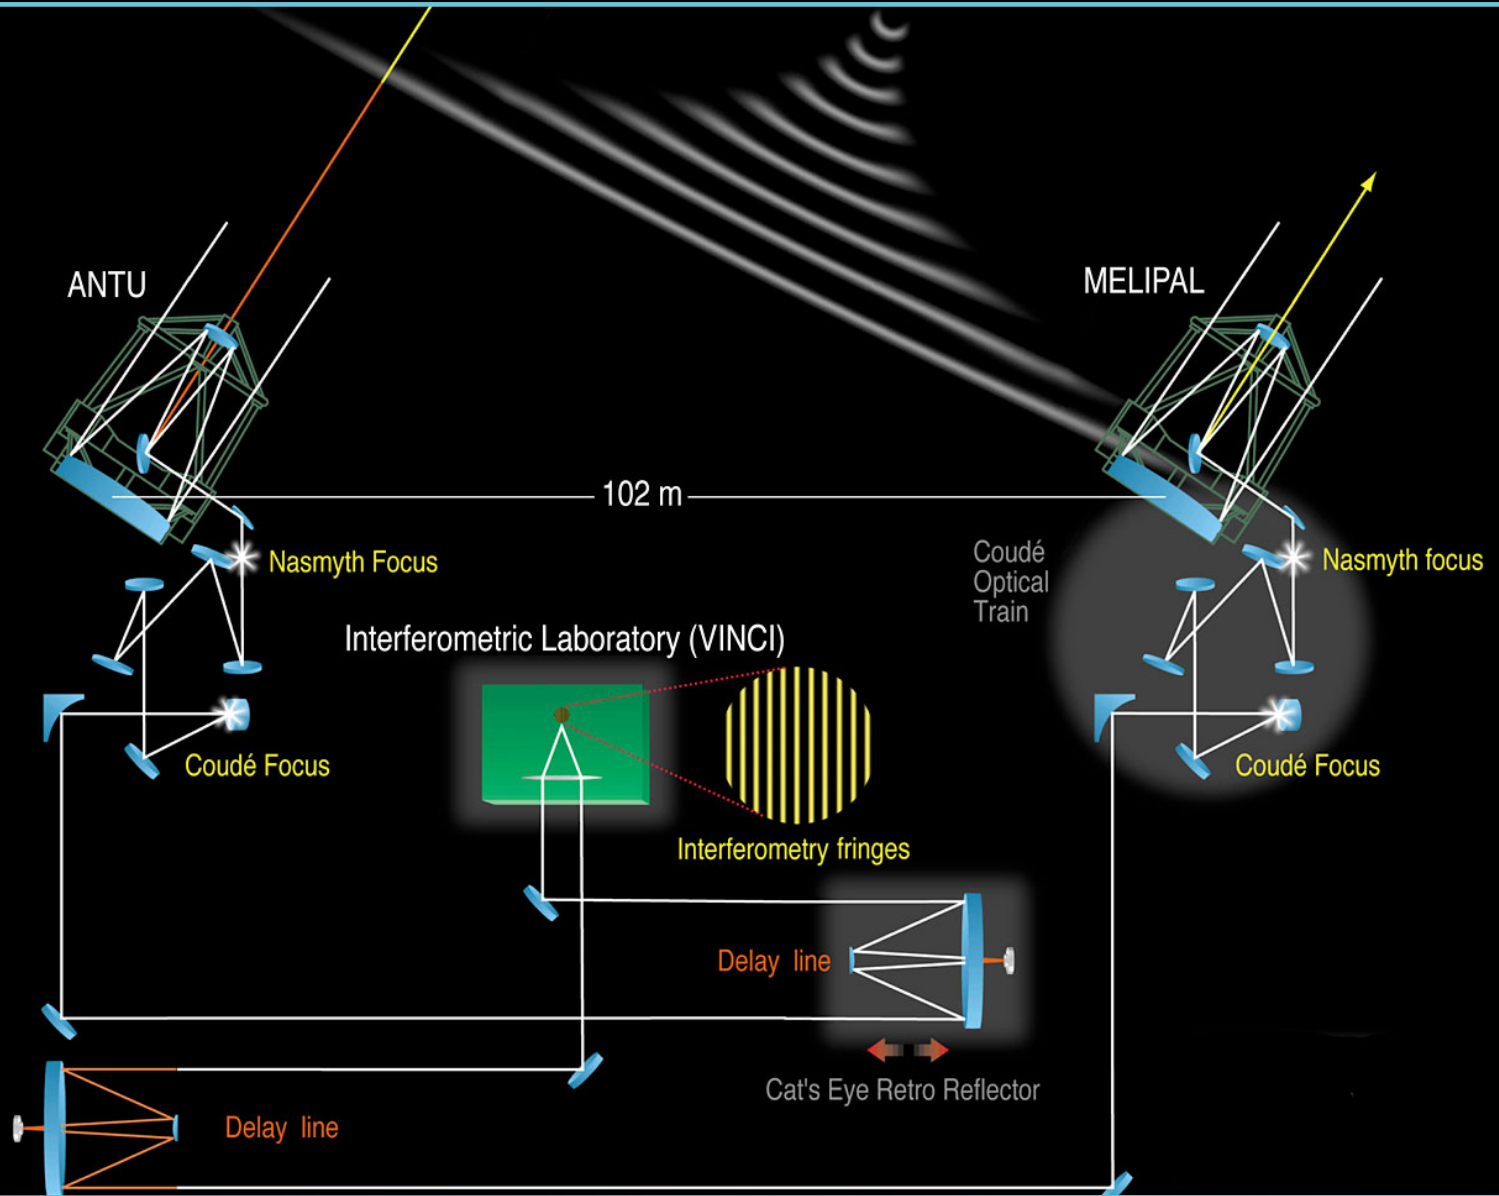 ANTU
MELIPAL
102 m
Nasmyth Focus
Coudé
Optical
Train
Nasmyth focus
Interferometric Laboratory (VINCI)
Coudé Focus
Coudé Focus
Interferometry fringes
Delay line
Cat's Eye Retro Reflector
Delay line